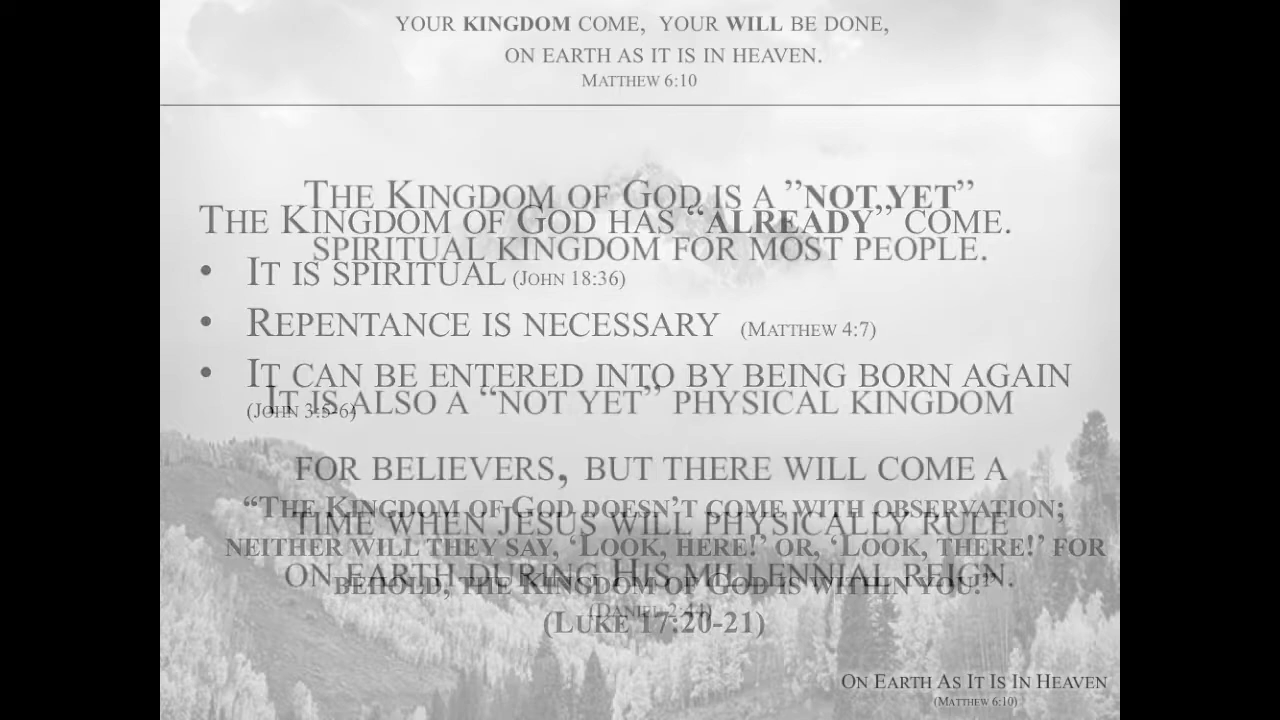 YOUR KINGDOM COME, YOUR WILL BE DONE,
ON EARTH AS IT IS IN HEAVEN.
MATTHEW 6:10
THE KINGDOM OF GOD IS A ”NOT YET”
THE KINGDOM OF GOD HAS “ALREADY” COME.
SPIRITUAL KINGDOM FOR MOST PEOPLE.
• IT IS SPIRITUAL (JOHN 18:36)
• REPENTANCE IS NECESSARY (MATTHEW 4:7)
• IT CAN BE ENTERED INTO BY BEING BORN AGAIN
IT IS ALSO A “NOT YET” PHYSICAL KINGDOM
(JOHN 3:5-6)
FOR BELIEVERS, BUT THERE WILL COME A
“THE KINGDOM OF GOD DOESN’T COME WITH OBSERVATION;
TIME WHEN JESUS WILL PHYSICALLY RULE
NEITHER WILL THEY SAY, ‘LOOK, HERE!’ OR, ‘LOOK, THERE!’ FOR
ON EARTH DURING HIS MILLENNIAL REIGN.
BEHOLD, THE KINGDOM OF GOD IS WITHIN YOU.”
(DANIEL 2:44)
(LUKE 17:20-21)
ON EARTH AS IT IS IN HEAVEN
(MATTHEW 6:10)